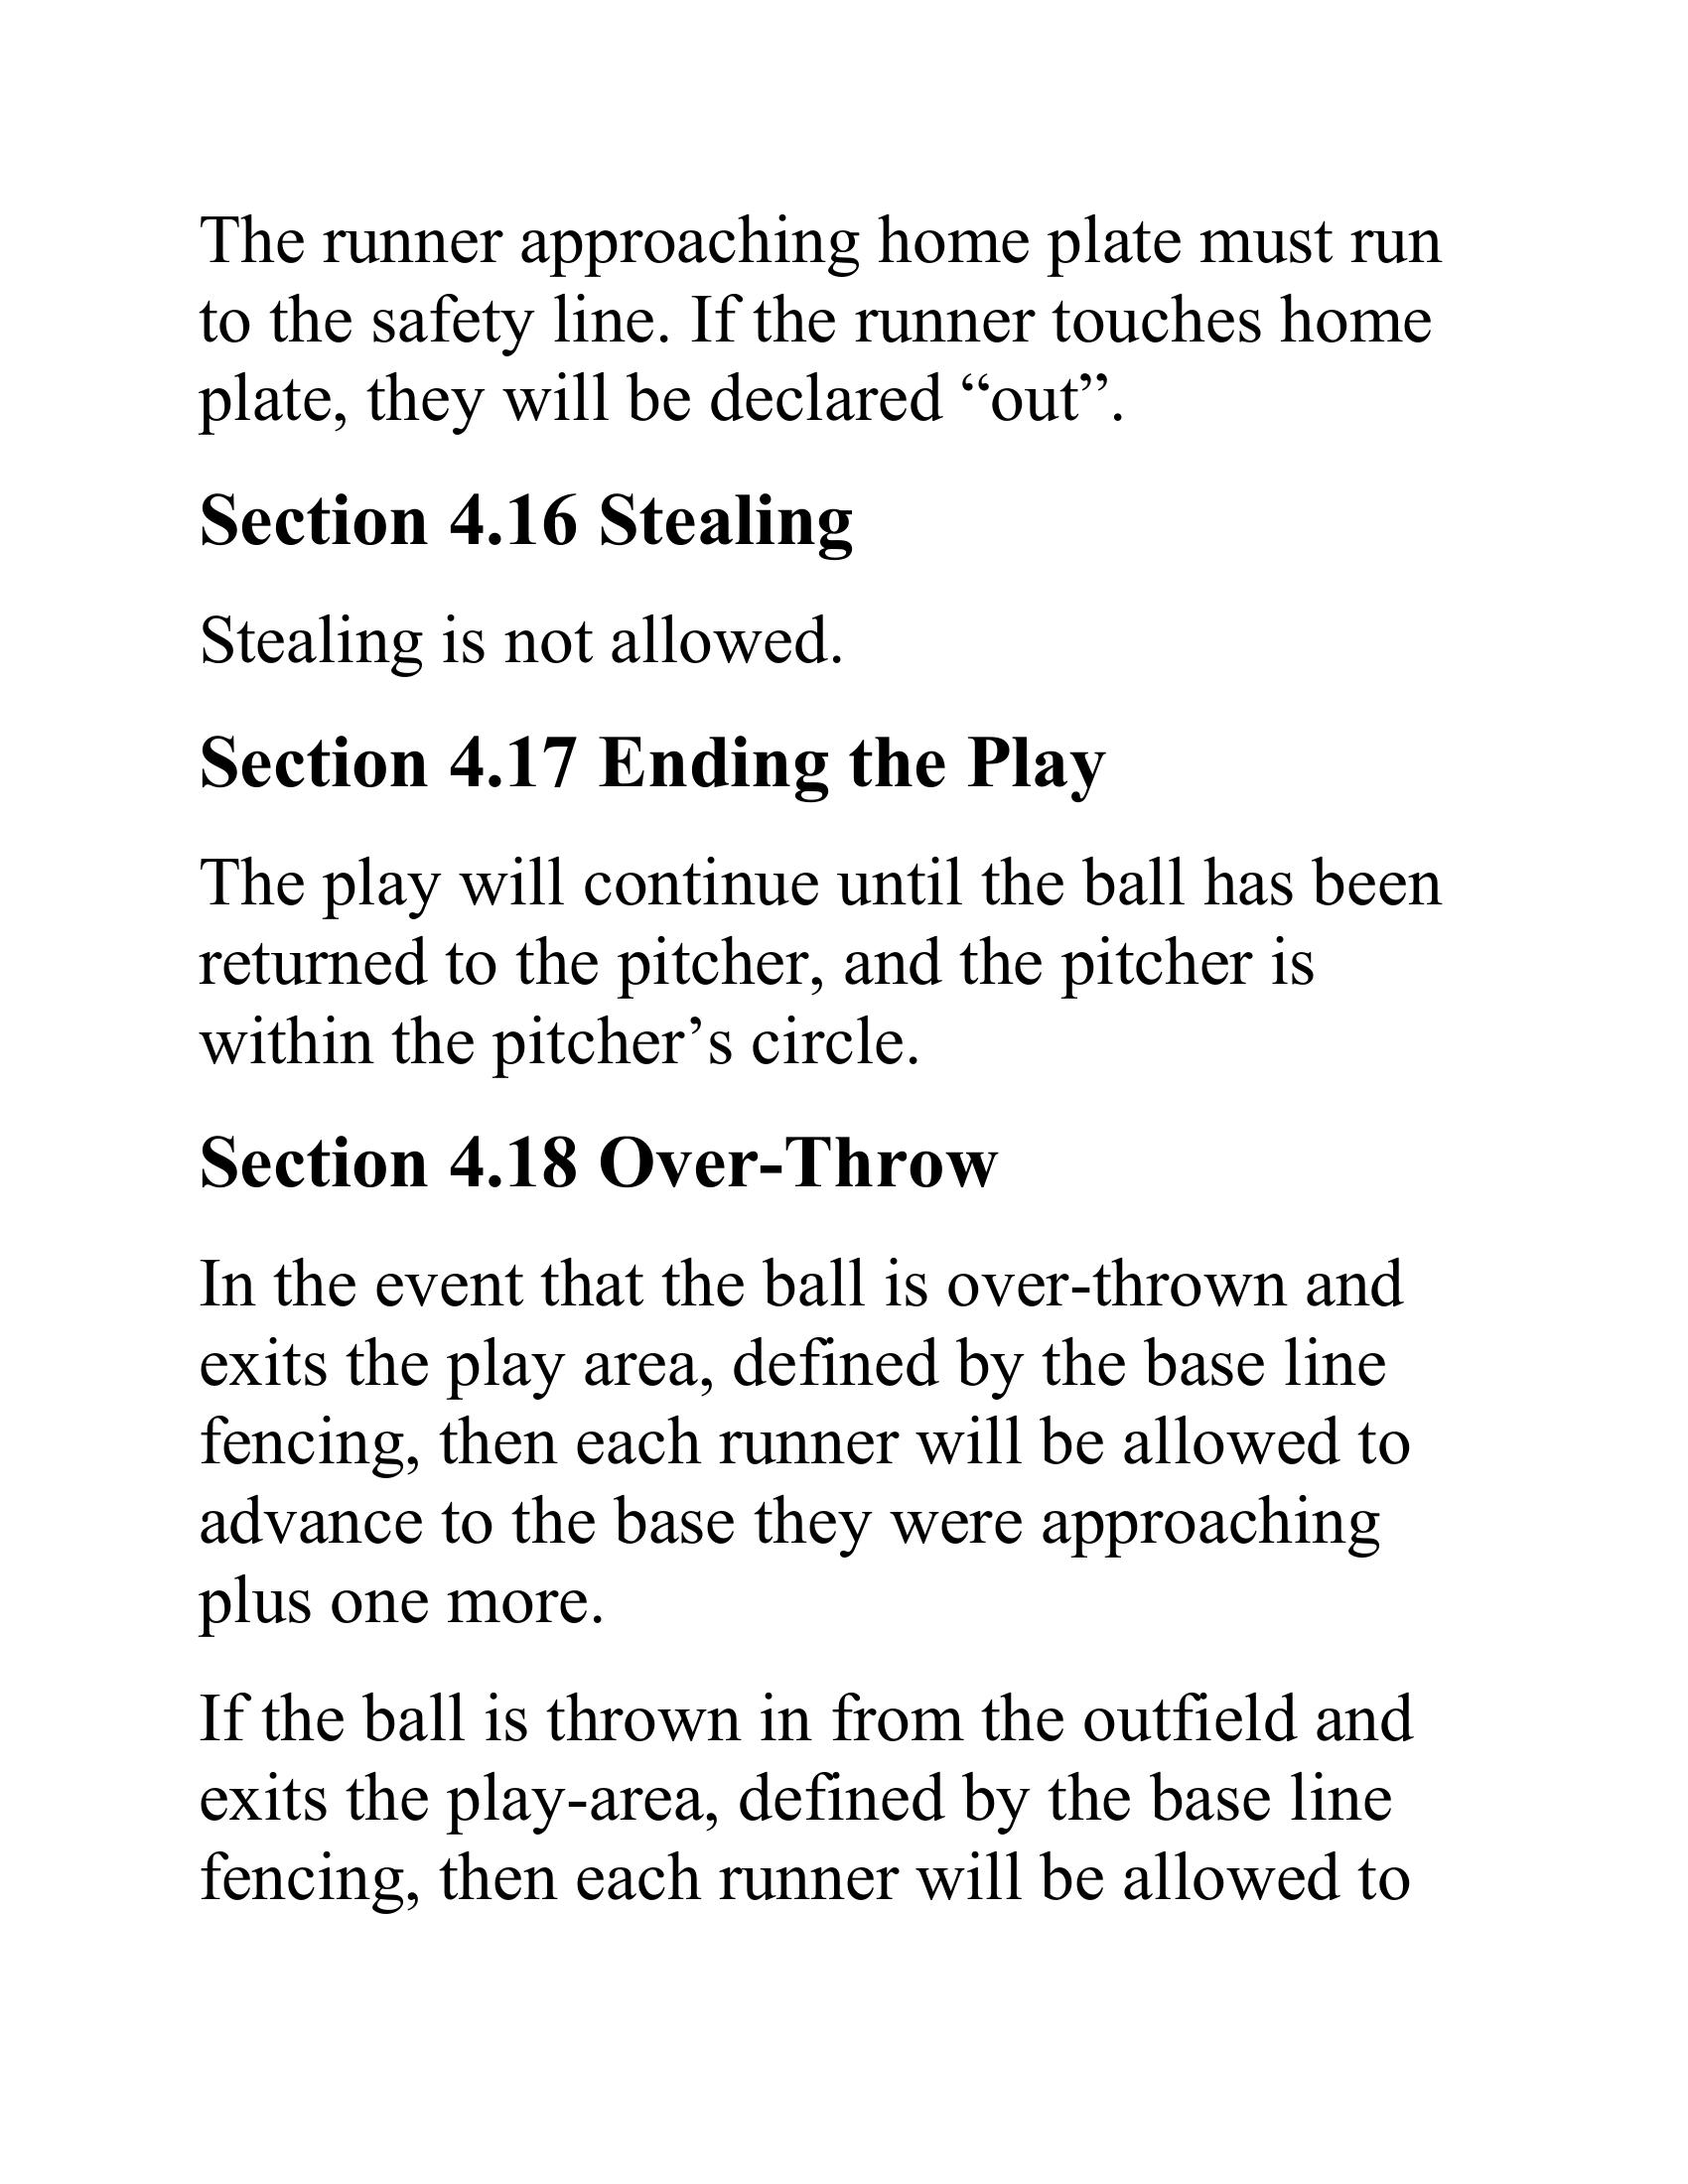 The runner approaching home plate must run
to the safety line. If the runner touches home
plate, they will be declared “out”.
Section 4.16 Stealing
Stealing is not allowed.
Section 4.17 Ending the Play
The play will continue until the ball has been
returned to the pitcher, and the pitcher is
within the pitcher’s circle.
Section 4.18 Over-Throw
In the event that the ball is over-thrown and
exits the play area, defined by the base line
fencing, then each runner will be allowed to
advance to the base they were approaching
plus one more.
If the ball is thrown in from the outfield and
exits the play-area, defined by the base line
fencing, then each runner will be allowed to